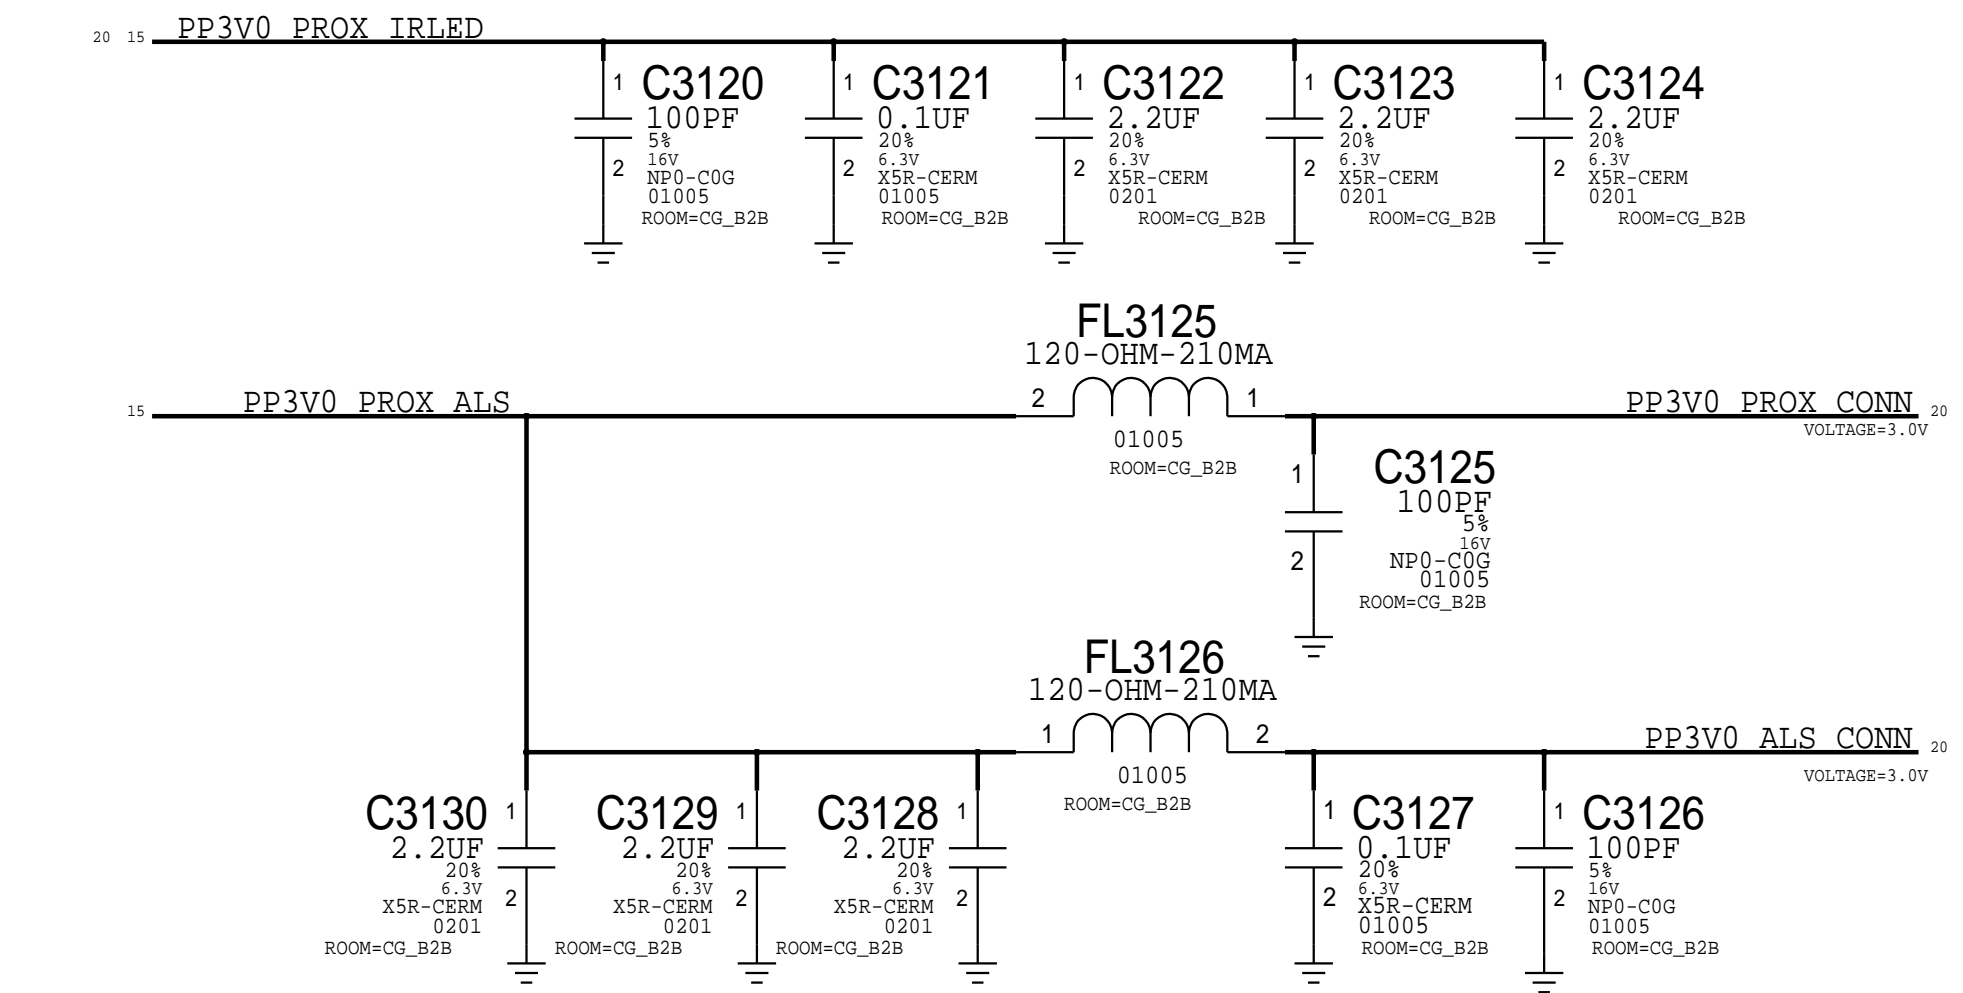 PP3V0 PROX IRLED
20 15
1 C3120
100PF
5%
16V
2
NP0-C0G
01005
ROOM=CG_B2B
1 C3121
0.1UF
20%
6.3V
2
X5R-CERM
01005
ROOM=CG_B2B
1 C3122
2.2UF
20%
6.3V
2
X5R-CERM
0201
ROOM=CG_B2B
1 C3123
2.2UF
20%
6.3V
2
X5R-CERM
0201
ROOM=CG_B2B
1 C3124
2.2UF
20%
6.3V
2
X5R-CERM
0201
ROOM=CG_B2B
FL3125
120-OHM-210MA
2 1
01005
ROOM=CG_B2B
15 PP3V0 PROX ALS
PP3V0 PROX CONN 20
VOLTAGE=3.0V
1 C3125
100PF
5%
16V
2
NP0-C0G
01005
ROOM=CG_B2B
FL3126
120-OHM-210MA
1 2
01005
ROOM=CG_B2B
PP3V0 ALS CONN 20
VOLTAGE=3.0V
C3130 1
2.2UF
20%
6.3V
2
X5R-CERM
0201
ROOM=CG_B2B
C3129 1
2.2UF
20%
6.3V
2
X5R-CERM
0201
ROOM=CG_B2B
C3128 1
2.2UF
20%
6.3V
2
X5R-CERM
0201
ROOM=CG_B2B
1 C3127
0.1UF
20%
6.3V
2
X5R-CERM
01005
ROOM=CG_B2B
1 C3126
100PF
5%
16V
2
NP0-C0G
01005
ROOM=CG_B2B